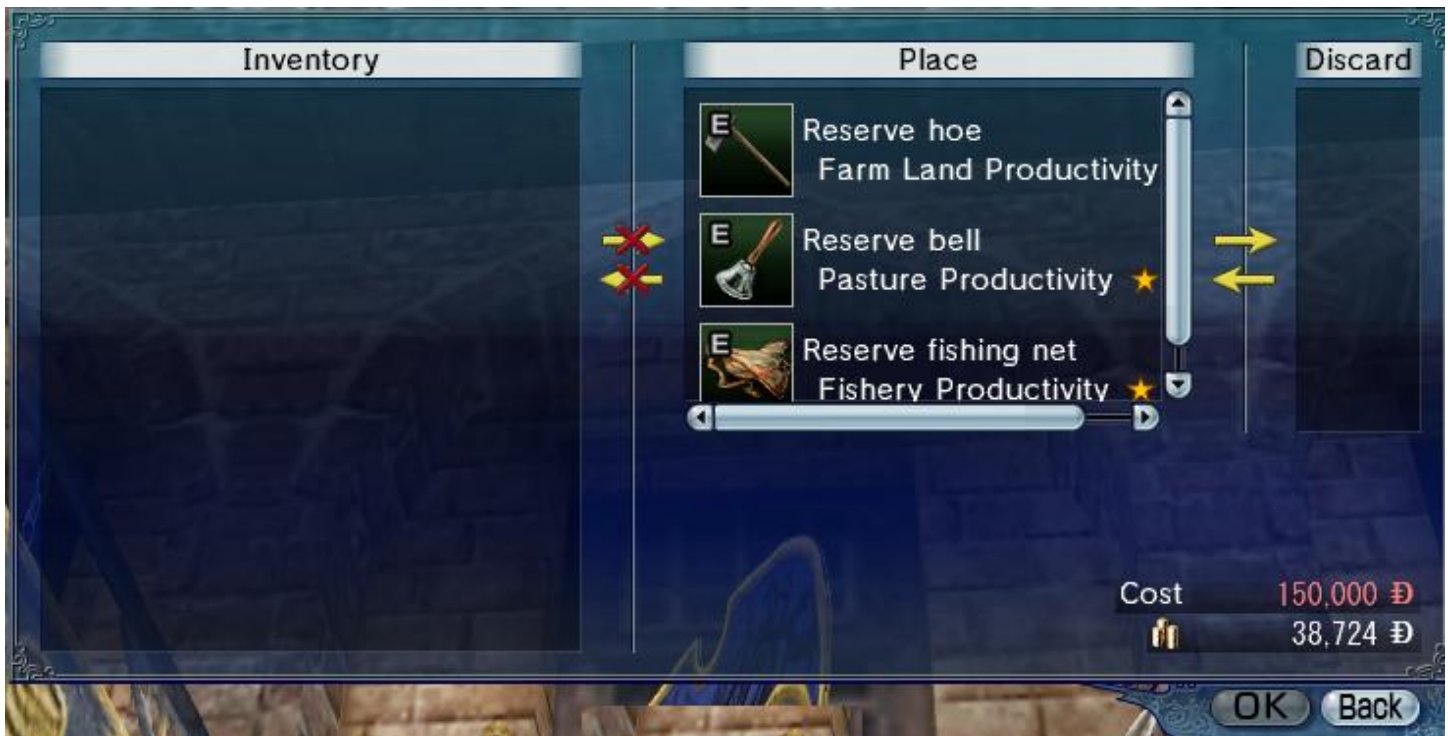 Inventory
Place
Discard
E
Reserve hoe
Farm Land Productivity
E
Reserve bell
Pasture Productivity ★
E
Reserve fishing net
Fishery Productivity ★
Cost 150,000 Đ
38,724 Đ
OK Back